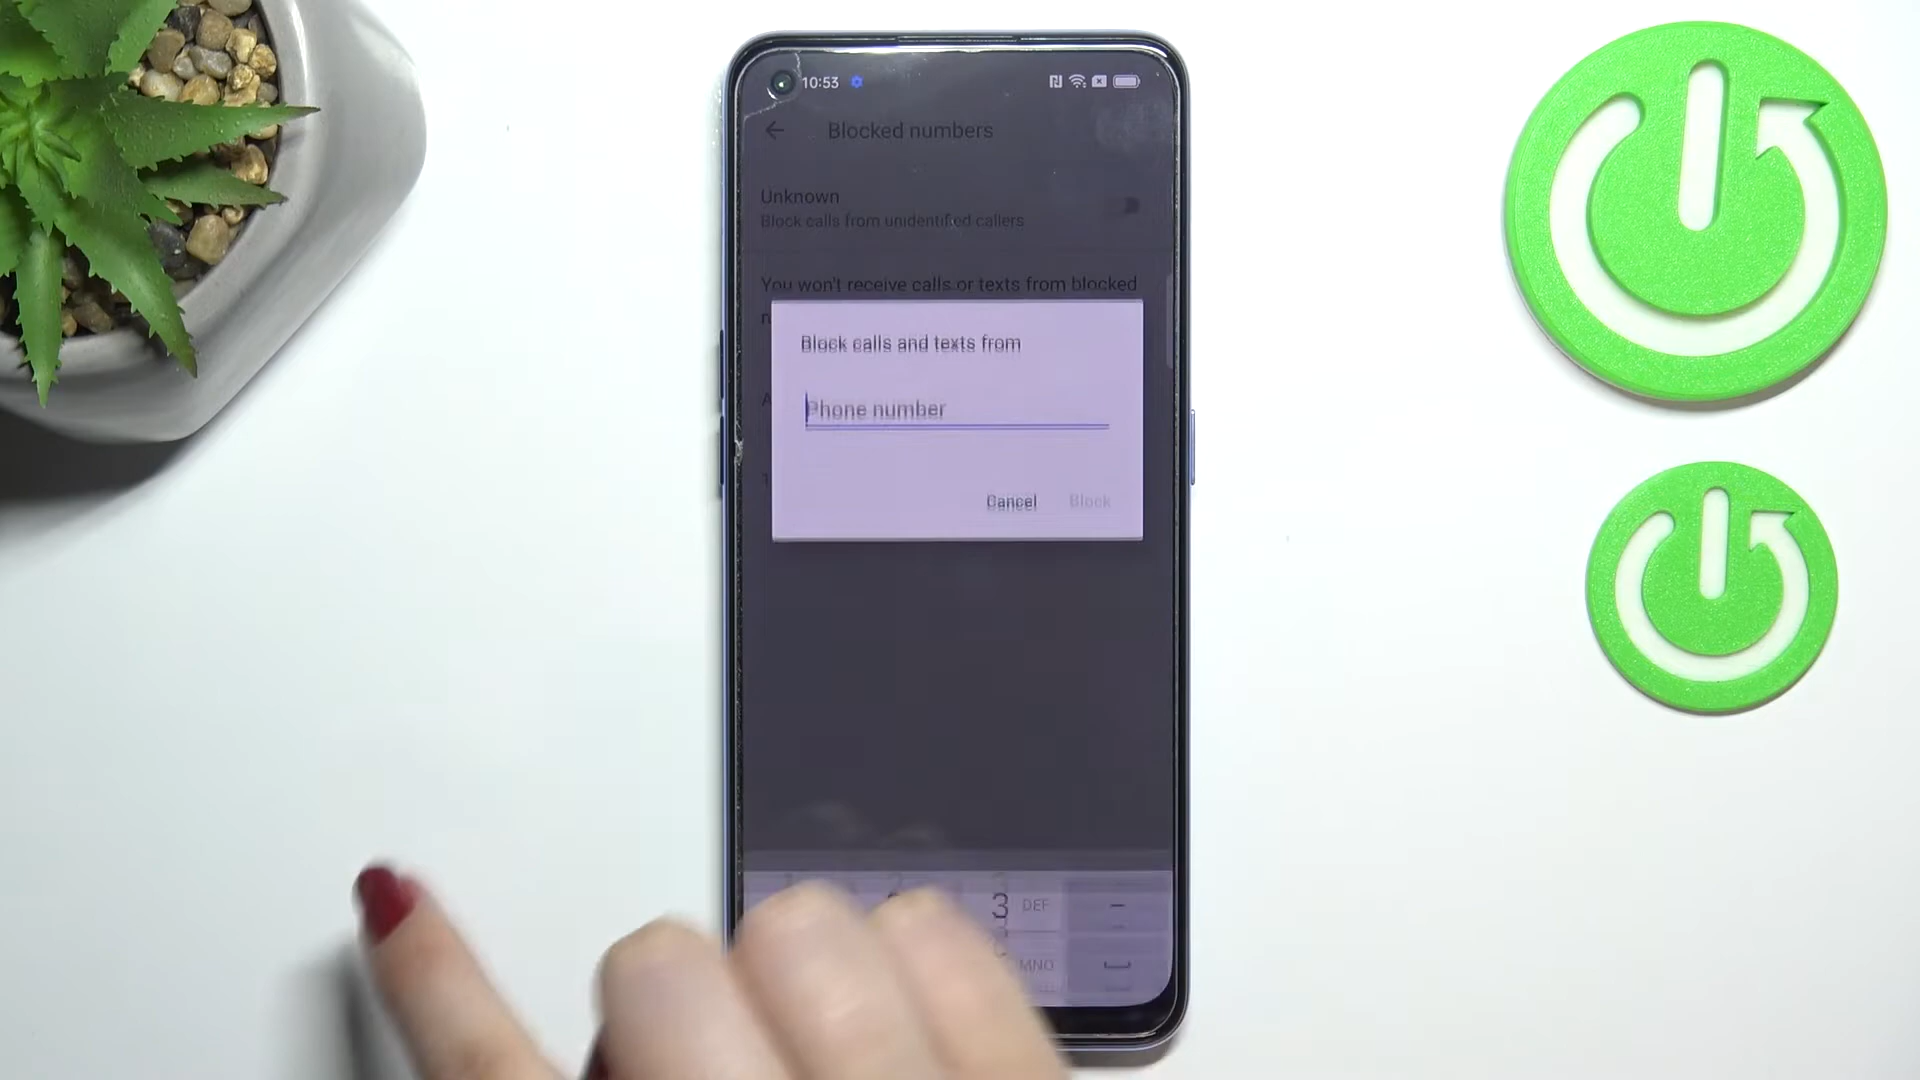 10:53
Blocked numbers
Unknown
Block calls from unidentified callers
You won't receive calls or texts from blocked
Block calls and texts from
Phone number
Cancel Block
3 DEF
MNO